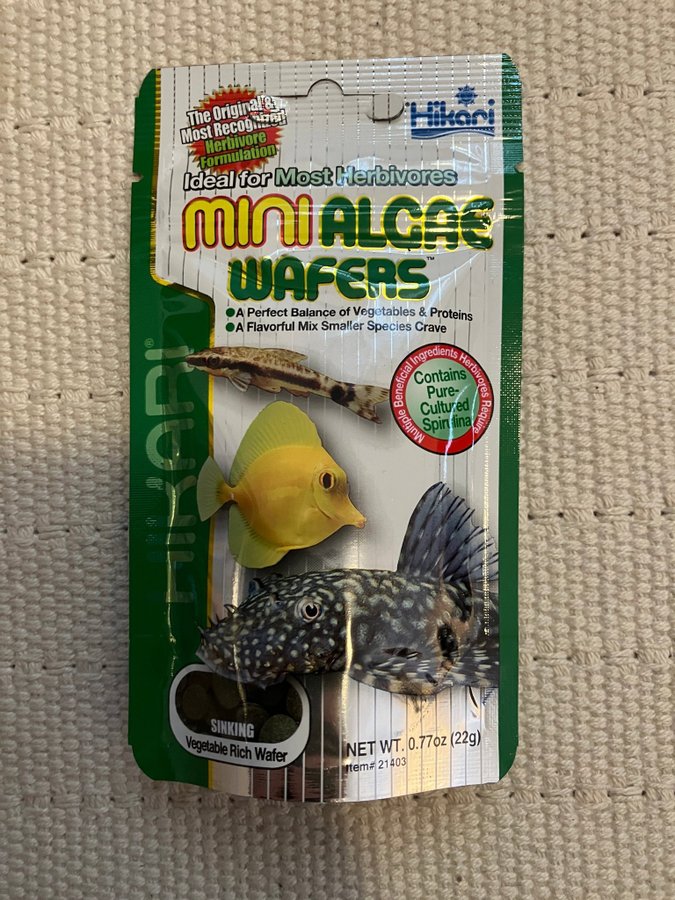 The Original &
Most Recognized
Herbivore
Formulation
Hikari
Ideal for Most Herbivores
MINI ALGAE
WAFERS™
●A Perfect Balance of Vegetables & Proteins
●A Flavorful Mix Smaller Species Crave
HIKARI®
Multiple Beneficial Ingredients Herbivores Require
Contains
Pure-
Cultured
Spirulina
SINKING
Vegetable Rich Wafer
NET WT. 0.77oz (22g)
Item# 21403